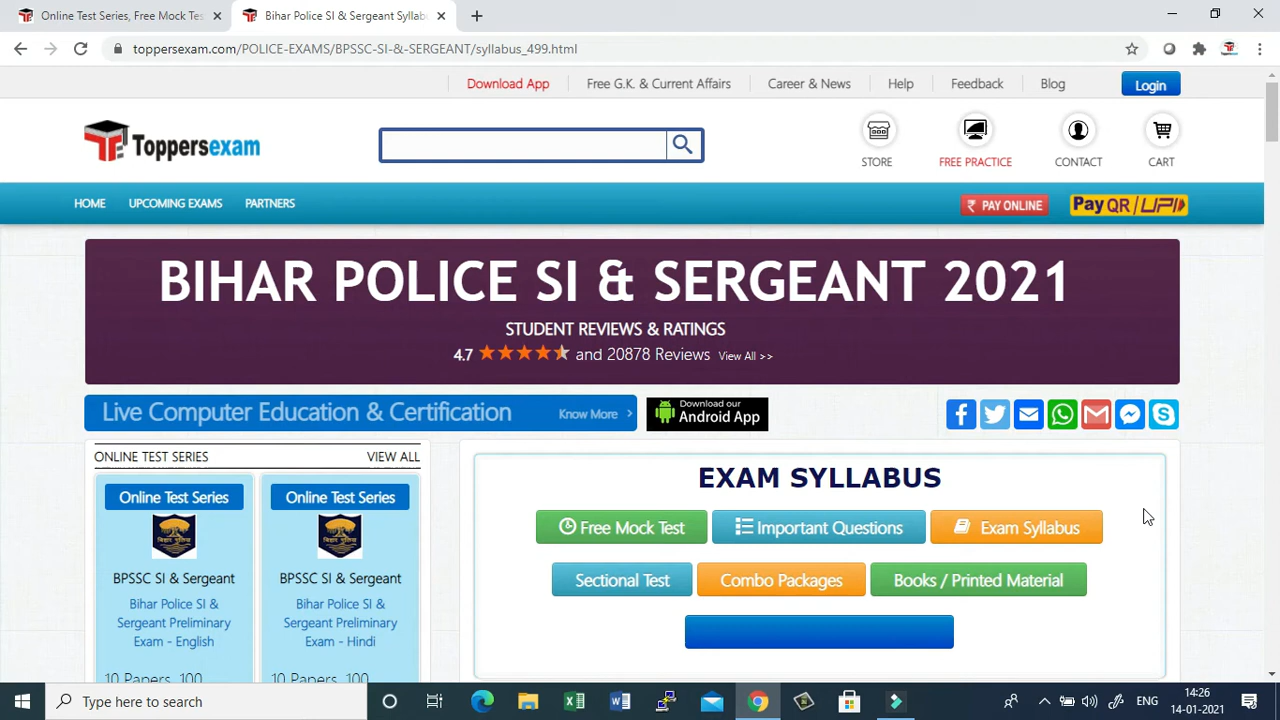 Online Test Series, Free Mock Tes
Bihar Police SI & Sergeant Syllab
toppersexam.com/POLICE-EXAMS/BPSSC-SI-&-SERGEANT/syllabus_499.html
Download App
Free G.K. & Current Affairs
Career & News
Help
Feedback
Blog
Login
Toppersexam
STORE
FREE PRACTICE
CONTACT
CART
HOME
UPCOMING EXAMS
PARTNERS
₹ PAY ONLINE
Pay QR/UPI
BIHAR POLICE SI & SERGEANT 2021
STUDENT REVIEWS & RATINGS
4.7 and 20878 Reviews View All >>
Live Computer Education & Certification
Know More
Download our
Android App
ONLINE TEST SERIES
VIEW ALL
Online Test Series
BPSSC SI & Sergeant
Bihar Police SI &
Sergeant Preliminary
Exam - English
10 Papers, 100
Online Test Series
BPSSC SI & Sergeant
Bihar Police SI &
Sergeant Preliminary
Exam - Hindi
10 Papers, 100
EXAM SYLLABUS
Free Mock Test
Important Questions
Exam Syllabus
Sectional Test
Combo Packages
Books / Printed Material
Type here to search
ENG
14:26
14-01-2021